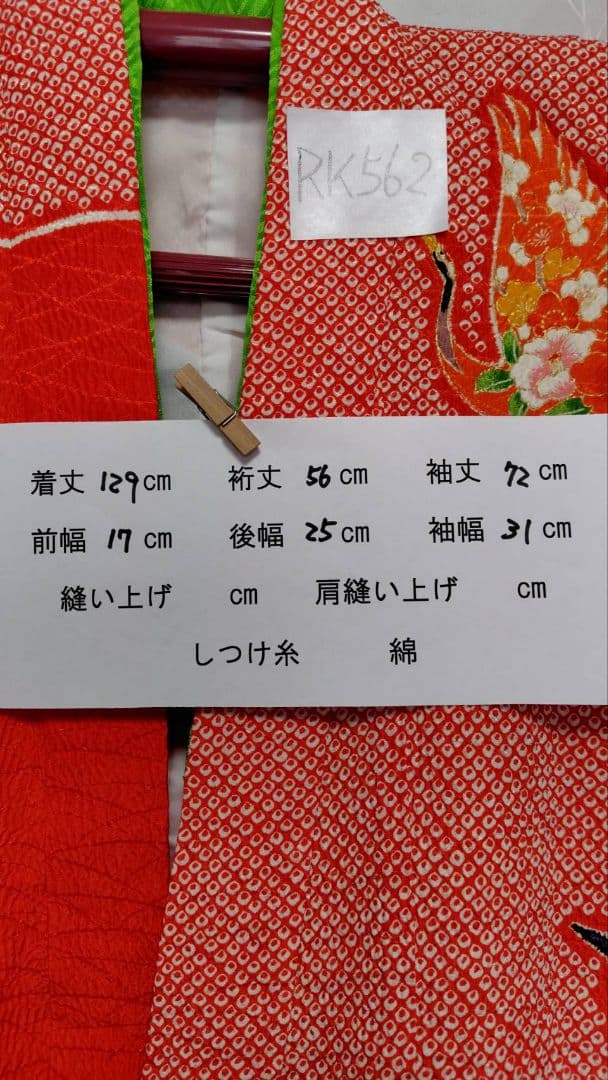 RK562
着丈 129cm 裄丈 56cm 袖丈 72cm
前幅 17cm 後幅 25cm 袖幅 31cm
縫い上げ cm 肩縫い上げ cm
しつけ糸 綿